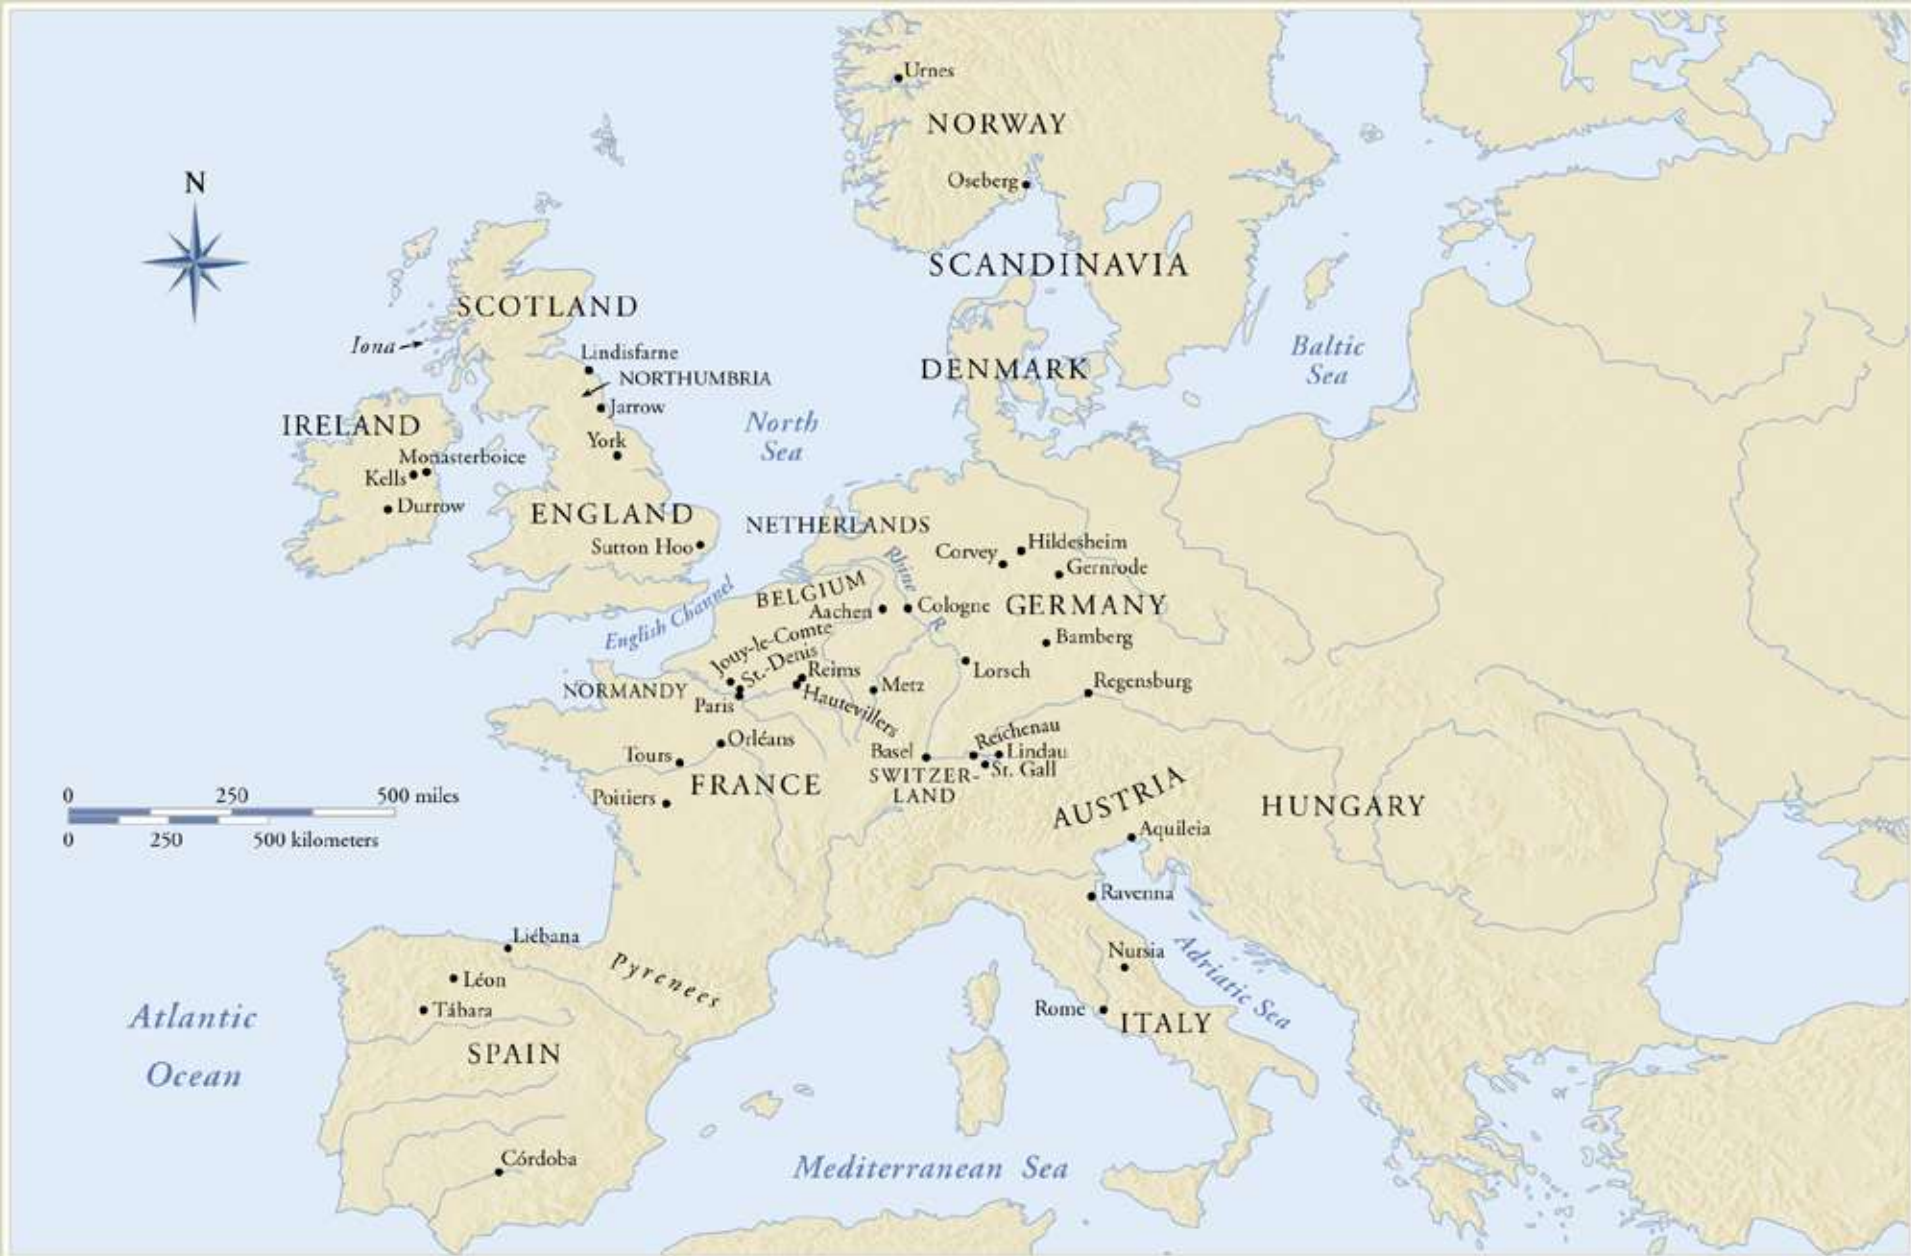 Urnes
NORWAY
N
Oseberg
SCANDINAVIA
SCOTLAND
Iona
Lindisfarne
NORTHUMBRIA
Jarrow
DENMARK
Baltic
Sea
IRELAND
North
Sea
York
Monasterboice
Kells
Durrow
ENGLAND
Sutton Hoo
NETHERLANDS
Rhine
R.
Corvey
Hildesheim
Gernrode
BELGIUM
Aachen
Cologne
GERMANY
English Channel
Bamberg
Jouy-le-Comte
St.-Denis
Reims
Hautevillers
Metz
Lorsch
Regensburg
NORMANDY
Paris
Orléans
Tours
Basel
Reichenau
Lindau
St. Gall
SWITZER-
LAND
FRANCE
Poitiers
AUSTRIA
HUNGARY
0 250 500 miles
0 250 500 kilometers
Aquileia
Ravenna
Liébana
Pyrenees
Nursia
Adriatic Sea
Léon
Tábara
Rome
ITALY
Atlantic
Ocean
SPAIN
Córdoba
Mediterranean Sea